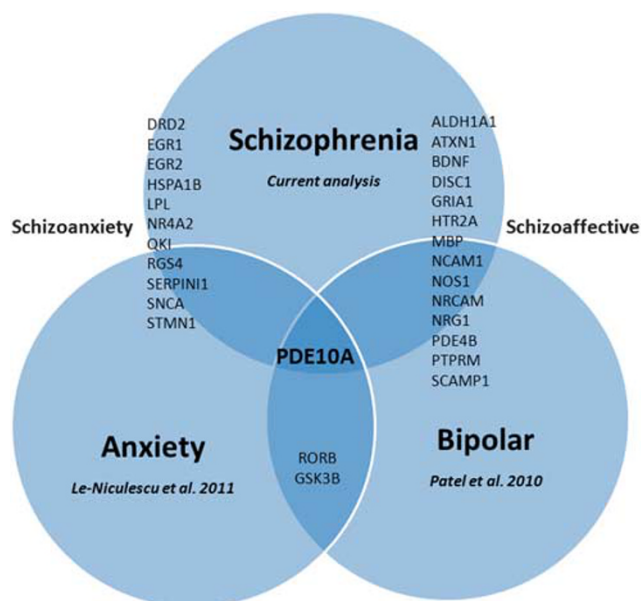 Schizophrenia
Current analysis
DRD2
EGR1
EGR2
HSPA1B
LPL
NR4A2
QKI
RGS4
SERPINI1
SNCA
STMN1
Schizoanxiety
ALDH1A1
ATXN1
BDNF
DISC1
GRIA1
HTR2A
MBP
NCAM1
NOS1
NRCAM
NRG1
PDE4B
PTPRM
SCAMP1
Schizoaffective
PDE10A
Anxiety
Le-Niculescu et al. 2011
RORB
GSK3B
Bipolar
Patel et al. 2010